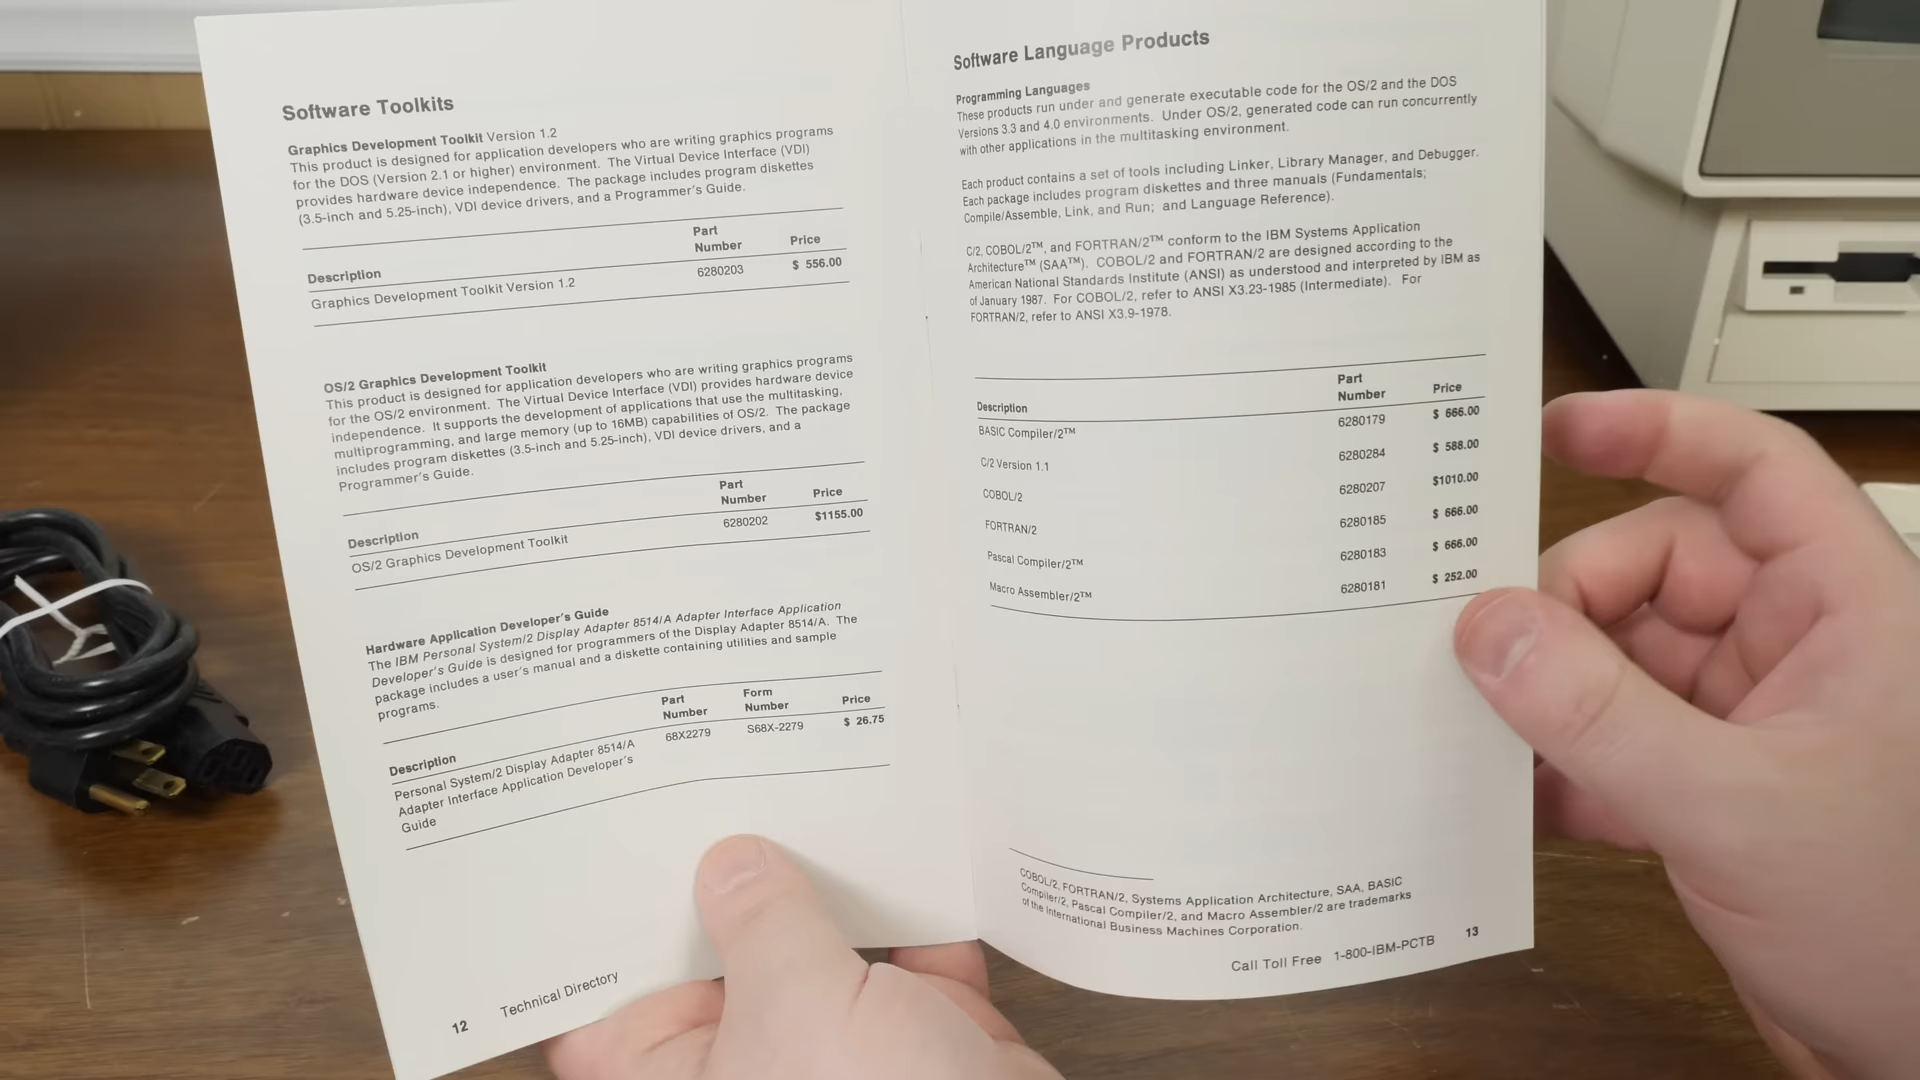 Software Toolkits
Graphics Development Toolkit Version 1.2
This product is designed for application developers who are writing graphics programs
for the DOS (Version 2.1 or higher) environment. The Virtual Device Interface (VDI)
provides hardware device independence. The package includes program diskettes
(3.5-inch and 5.25-inch), VDI device drivers, and a Programmer's Guide.
Description Part Number Price
Graphics Development Toolkit Version 1.2 6280203 $ 556.00
OS/2 Graphics Development Toolkit
This product is designed for application developers who are writing graphics programs
for the OS/2 environment. The Virtual Device Interface (VDI) provides hardware device
independence. It supports the development of applications that use the multitasking,
multiprogramming, and large memory (up to 16MB) capabilities of OS/2. The package
includes program diskettes (3.5-inch and 5.25-inch), VDI device drivers, and a
Programmer's Guide.
Description Part Number Price
OS/2 Graphics Development Toolkit 6280202 $1155.00
Hardware Application Developer's Guide
The IBM Personal System/2 Display Adapter 8514/A Adapter Interface Application
Developer's Guide is designed for programmers of the Display Adapter 8514/A. The
package includes a user's manual and a diskette containing utilities and sample
programs.
Description Part Number Form Number Price
Personal System/2 Display Adapter 8514/A 68X2279 S68X-2279 $ 26.75
Adapter Interface Application Developer's
Guide
12 Technical Directory
Software Language Products
Programming Languages
These products run under and generate executable code for the OS/2 and the DOS
Versions 3.3 and 4.0 environments. Under OS/2, generated code can run concurrently
with other applications in the multitasking environment.
Each product contains a set of tools including Linker, Library Manager, and Debugger.
Each package includes program diskettes and three manuals (Fundamentals;
Compile/Assemble, Link, and Run; and Language Reference).
C/2, COBOL/2™, and FORTRAN/2™ conform to the IBM Systems Application
Architecture™ (SAA™). COBOL/2 and FORTRAN/2 are designed according to the
American National Standards Institute (ANSI) as understood and interpreted by IBM as
of January 1987. For COBOL/2, refer to ANSI X3.23-1985 (Intermediate). For
FORTRAN/2, refer to ANSI X3.9-1978.
Description Part Number Price
BASIC Compiler/2™ 6280179 $ 666.00
C/2 Version 1.1 6280284 $ 588.00
COBOL/2 6280207 $1010.00
FORTRAN/2 6280185 $ 666.00
Pascal Compiler/2™ 6280183 $ 666.00
Macro Assembler/2™ 6280181 $ 252.00
COBOL/2, FORTRAN/2, Systems Application Architecture, SAA, BASIC
Compiler/2, Pascal Compiler/2, and Macro Assembler/2 are trademarks
of the International Business Machines Corporation.
Call Toll Free 1-800-IBM-PCTB 13